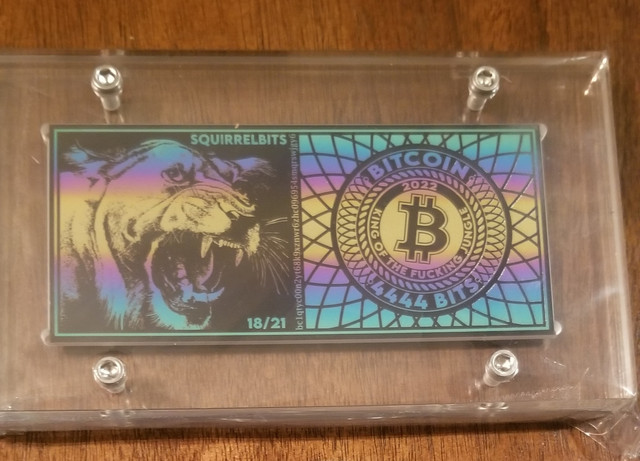 SQUIRRELBITS
18/21
BITCOIN
2022
KING OF THE FUCKING JUNGLE
4444 BITS